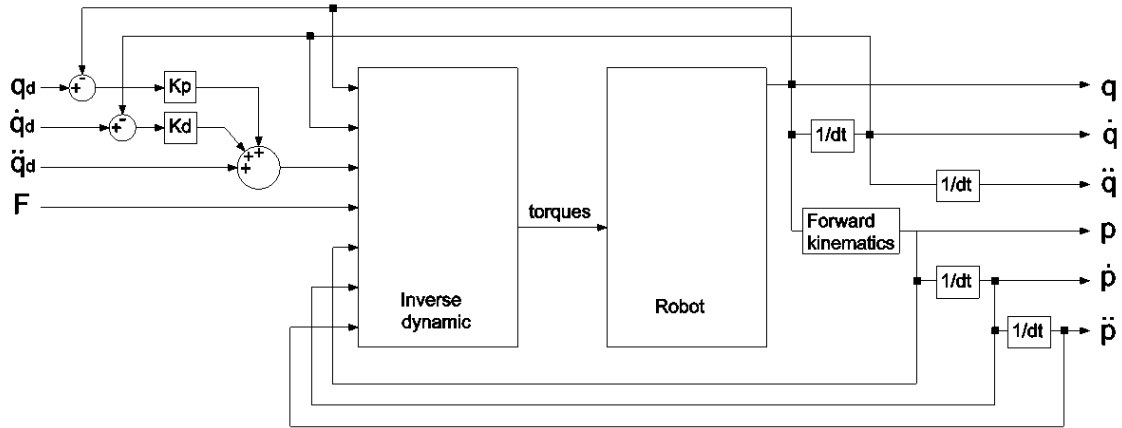 qd
Kp
q̇d
Kd
q̈d
F
torques
Inverse
dynamic
Robot
q
1/dt
q̇
1/dt
q̈
Forward
kinematics
p
1/dt
ṗ
1/dt
p̈